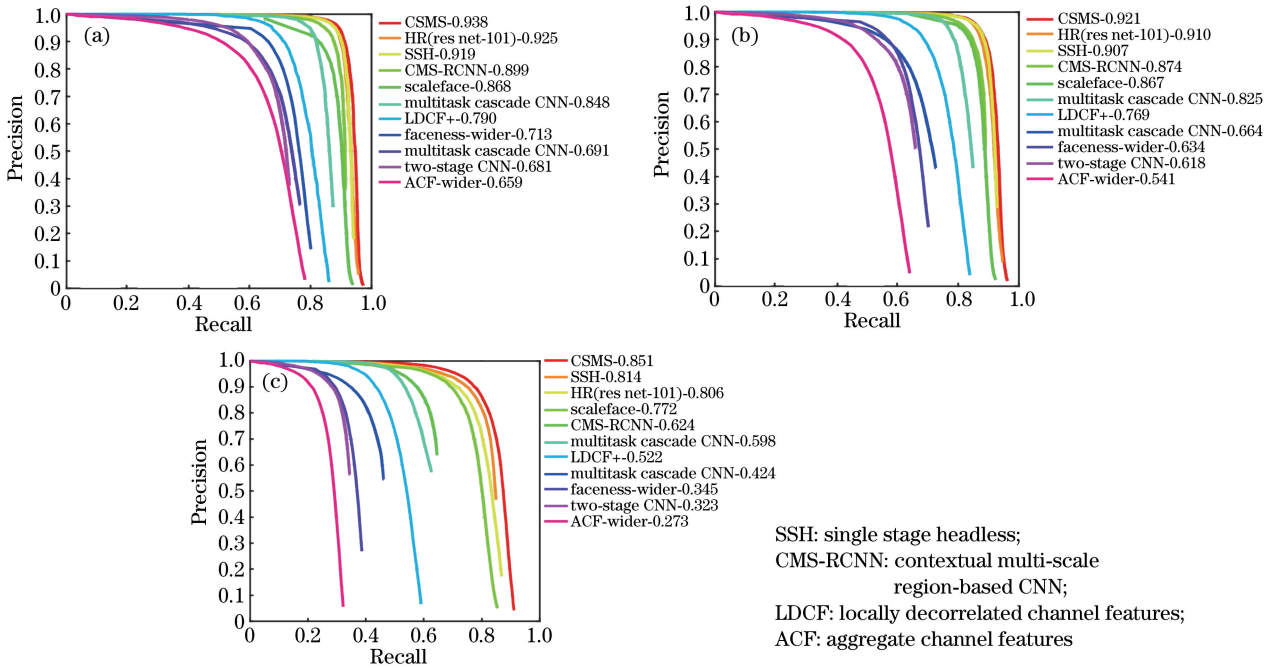 (a)
1.0
0.9
0.8
0.7
0.6
0.5
0.4
0.3
0.2
0.1
0
Precision
0 0.2 0.4 0.6 0.8 1.0
Recall
CSMS-0.938
HR(res net-101)-0.925
SSH-0.919
CMS-RCNN-0.899
scaleface-0.868
multitask cascade CNN-0.848
LDCF+-0.790
faceness-wider-0.713
multitask cascade CNN-0.691
two-stage CNN-0.681
ACF-wider-0.659
(b)
1.0
0.9
0.8
0.7
0.6
0.5
0.4
0.3
0.2
0.1
0
Precision
0 0.2 0.4 0.6 0.8 1.0
Recall
CSMS-0.921
HR(res net-101)-0.910
SSH-0.907
CMS-RCNN-0.874
scaleface-0.867
multitask cascade CNN-0.825
LDCF+-0.769
multitask cascade CNN-0.664
faceness-wider-0.634
two-stage CNN-0.618
ACF-wider-0.541
(c)
1.0
0.9
0.8
0.7
0.6
0.5
0.4
0.3
0.2
0.1
0
Precision
0 0.2 0.4 0.6 0.8 1.0
Recall
CSMS-0.851
SSH-0.814
HR(res net-101)-0.806
scaleface-0.772
CMS-RCNN-0.624
multitask cascade CNN-0.598
LDCF+-0.522
multitask cascade CNN-0.424
faceness-wider-0.345
two-stage CNN-0.323
ACF-wider-0.273
SSH: single stage headless;
CMS-RCNN: contextual multi-scale
region-based CNN;
LDCF: locally decorrelated channel features;
ACF: aggregate channel features